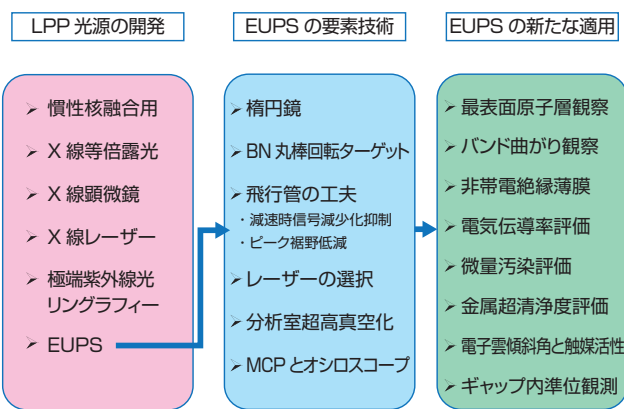 LPP 光源の開発
慣性核融合用
X 線等倍露光
X 線顕微鏡
X 線レーザー
極端紫外線光
リングラフィー
EUPS
EUPS の要素技術
楕円鏡
BN 丸棒回転ターゲット
飛行管の工夫
・減速時信号減少化抑制
・ピーク裾野低減
レーザーの選択
分析室超高真空化
MCP とオシロスコープ
EUPS の新たな適用
最表面原子層観察
バンド曲がり観察
非帯電絶縁薄膜
電気伝導率評価
微量汚染評価
金属超清浄度評価
電子雲傾斜角と触媒活性
ギャップ内準位観測